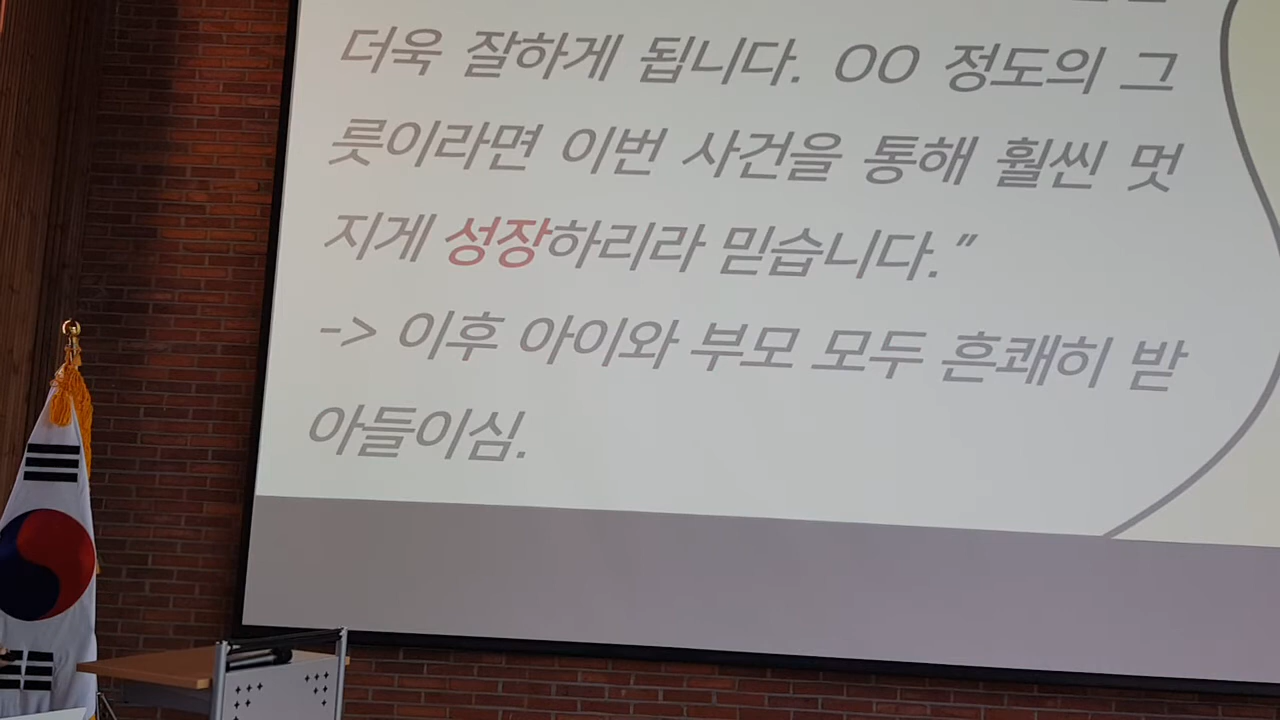 더욱 잘하게 됩니다. OO 정도의 그
릇이라면 이번 사건을 통해 훨씬 멋
지게 성장하리라 믿습니다.”
-> 이후 아이와 부모 모두 흔쾌히 받
아들이심.